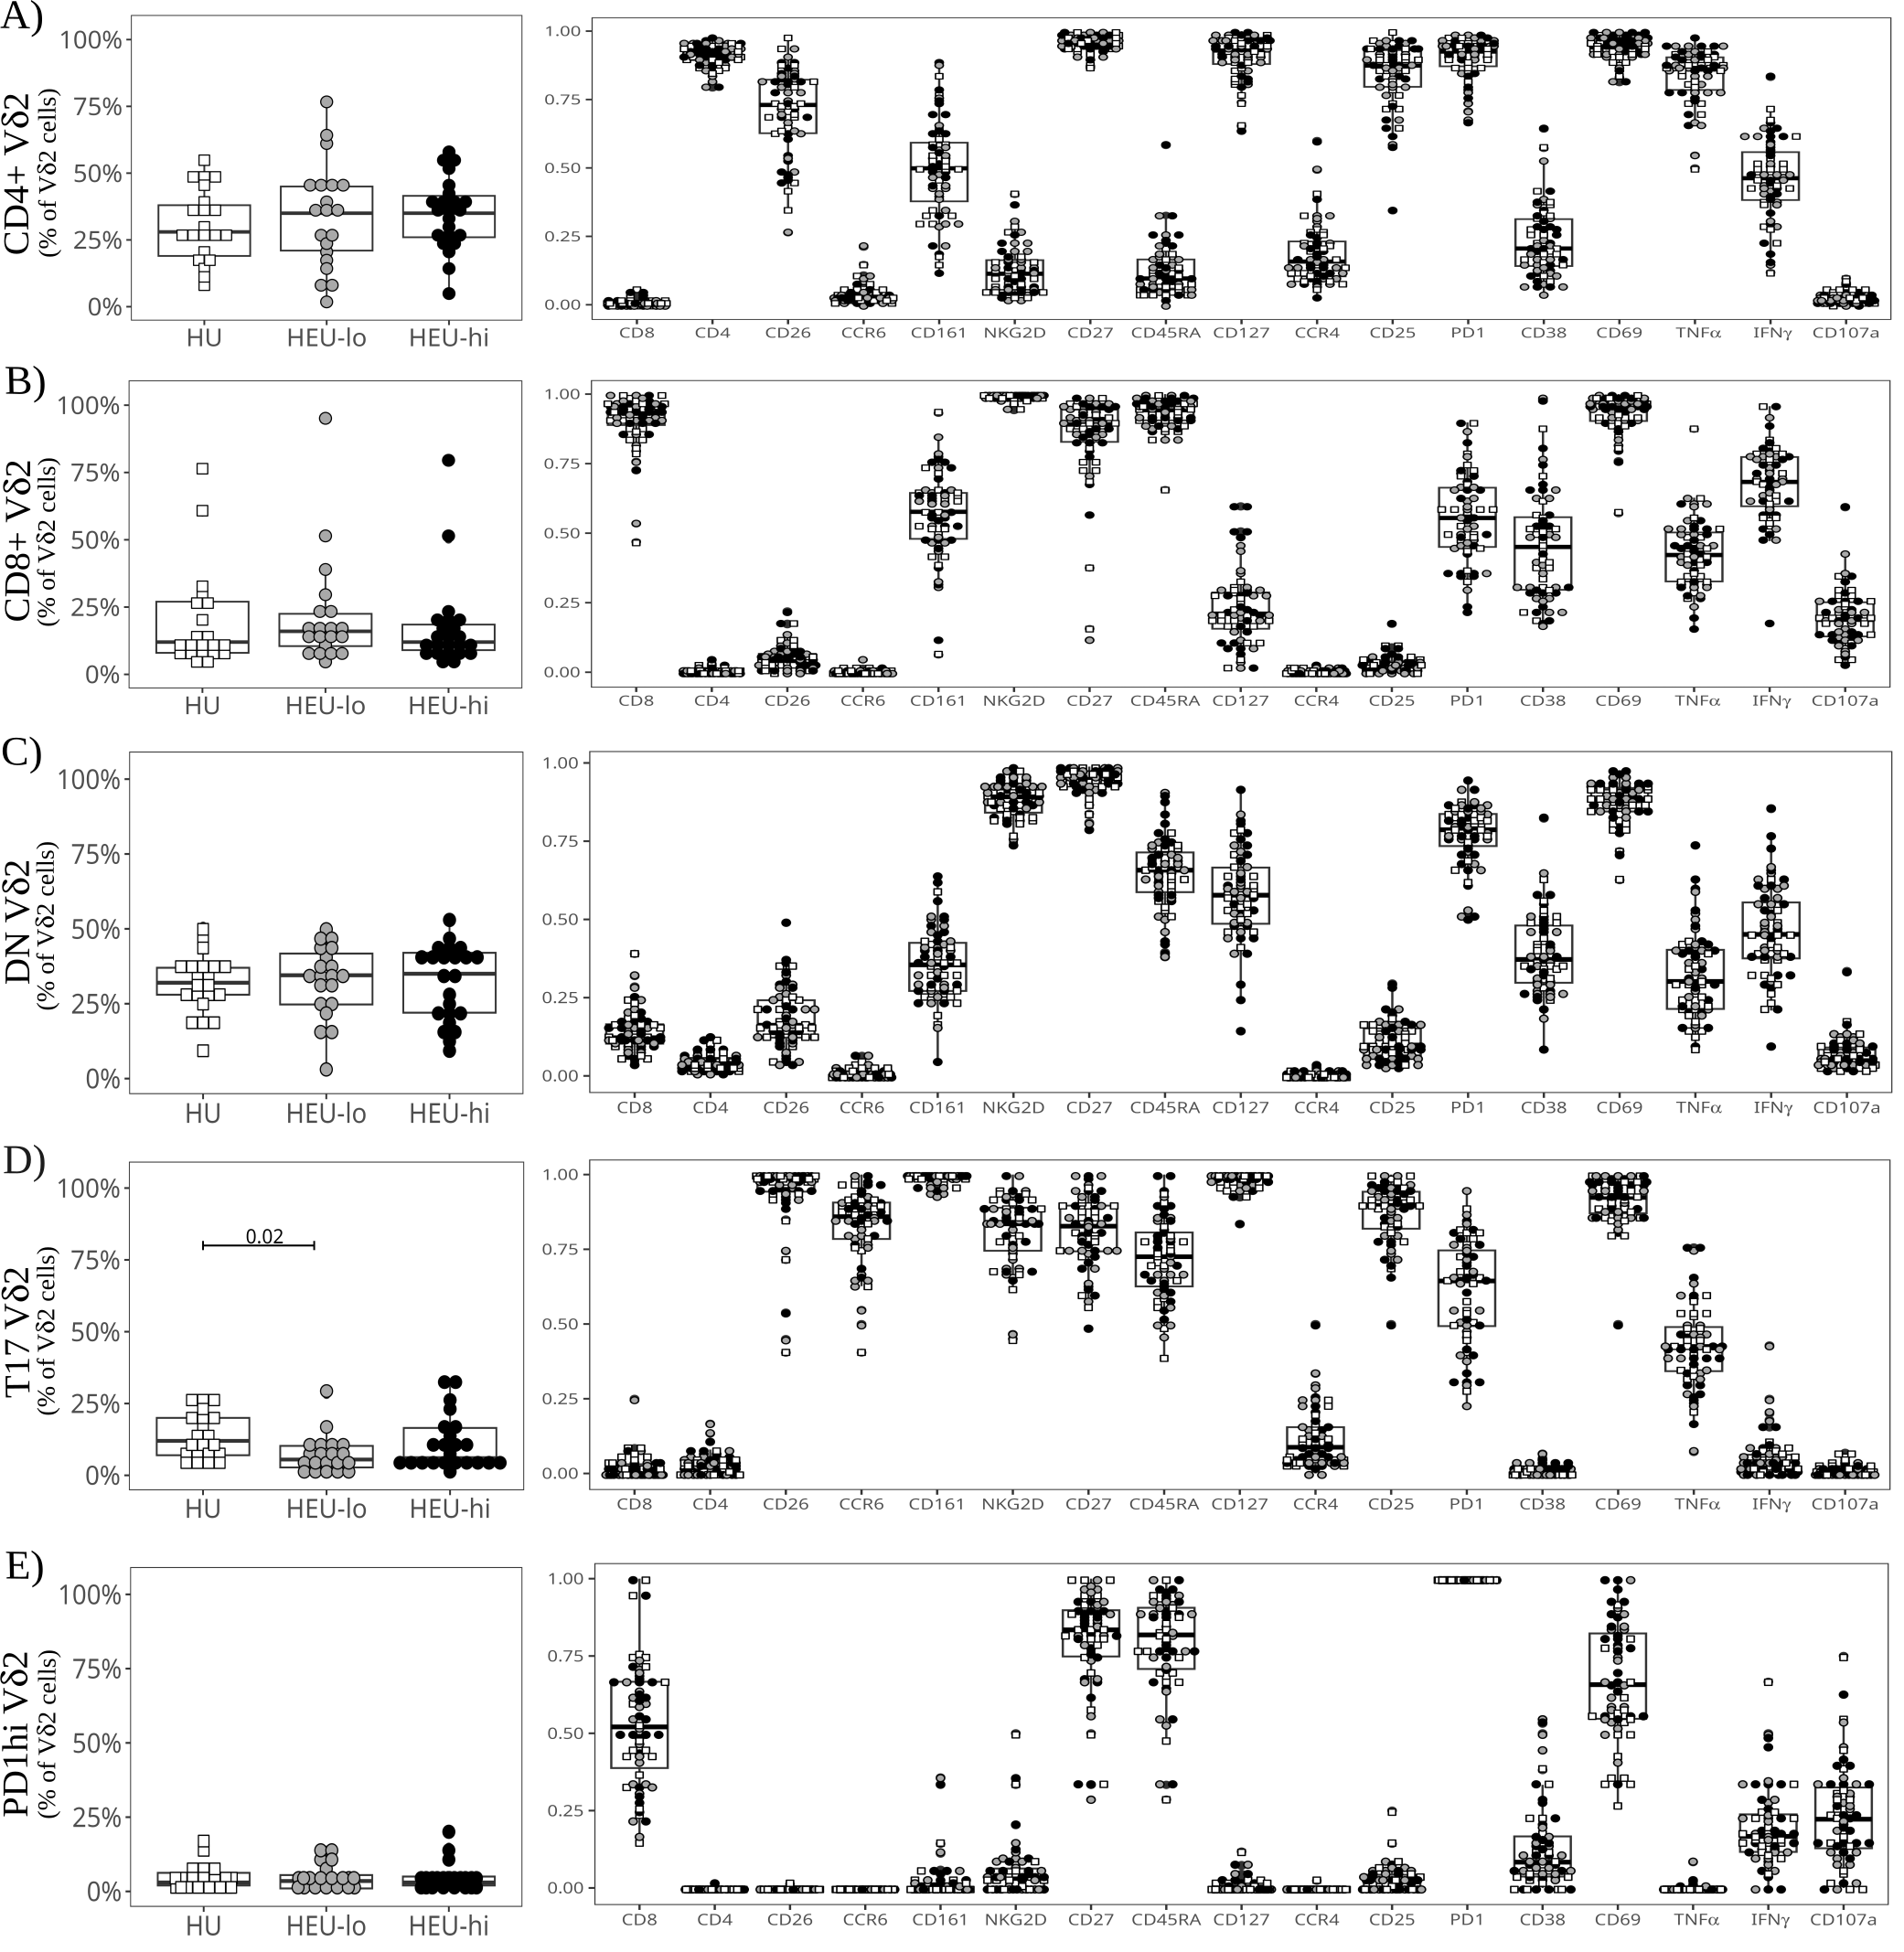 A)
CD4+ Vδ2
(% of Vδ2 cells)
100%
75%
50%
25%
0%
HU HEU-lo HEU-hi
1.00
0.75
0.50
0.25
0.00
CD8 CD4 CD26 CCR6 CD161 NKG2D CD27 CD45RA CD127 CCR4 CD25 PD1 CD38 CD69 TNFα IFNγ CD107a
B)
CD8+ Vδ2
(% of Vδ2 cells)
100%
75%
50%
25%
0%
HU HEU-lo HEU-hi
1.00
0.75
0.50
0.25
0.00
CD8 CD4 CD26 CCR6 CD161 NKG2D CD27 CD45RA CD127 CCR4 CD25 PD1 CD38 CD69 TNFα IFNγ CD107a
C)
DN Vδ2
(% of Vδ2 cells)
100%
75%
50%
25%
0%
HU HEU-lo HEU-hi
1.00
0.75
0.50
0.25
0.00
CD8 CD4 CD26 CCR6 CD161 NKG2D CD27 CD45RA CD127 CCR4 CD25 PD1 CD38 CD69 TNFα IFNγ CD107a
D)
T17 Vδ2
(% of Vδ2 cells)
100%
75%
50%
25%
0%
0.02
HU HEU-lo HEU-hi
1.00
0.75
0.50
0.25
0.00
CD8 CD4 CD26 CCR6 CD161 NKG2D CD27 CD45RA CD127 CCR4 CD25 PD1 CD38 CD69 TNFα IFNγ CD107a
E)
PD1hi Vδ2
(% of Vδ2 cells)
100%
75%
50%
25%
0%
HU HEU-lo HEU-hi
1.00
0.75
0.50
0.25
0.00
CD8 CD4 CD26 CCR6 CD161 NKG2D CD27 CD45RA CD127 CCR4 CD25 PD1 CD38 CD69 TNFα IFNγ CD107a